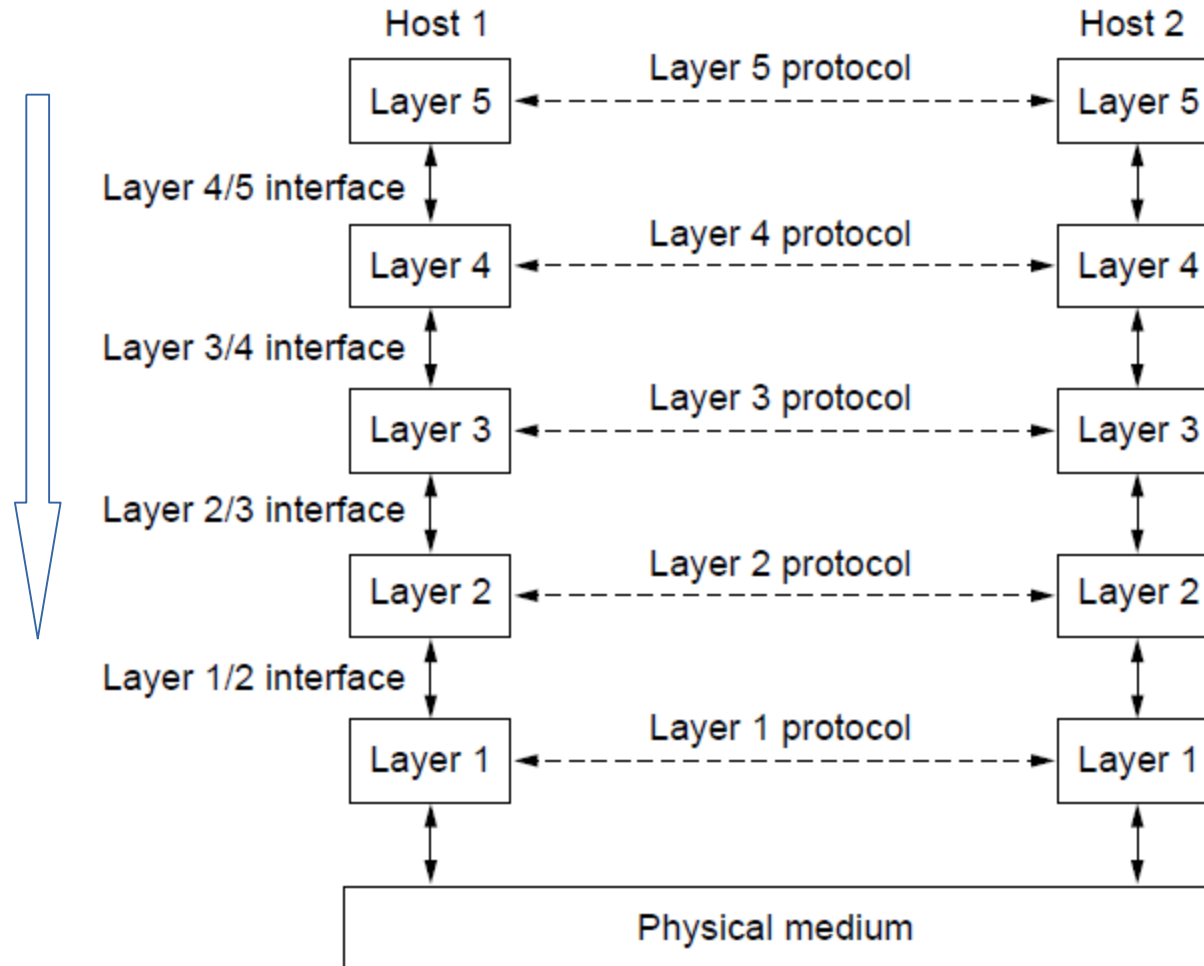 Host 1
Host 2
Layer 5 protocol
Layer 5
Layer 5
Layer 4/5 interface
Layer 4 protocol
Layer 4
Layer 4
Layer 3/4 interface
Layer 3 protocol
Layer 3
Layer 3
Layer 2/3 interface
Layer 2 protocol
Layer 2
Layer 2
Layer 1/2 interface
Layer 1 protocol
Layer 1
Layer 1
Physical medium